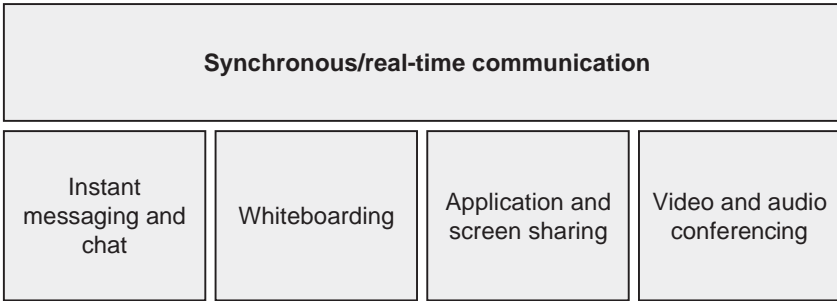 Synchronous/real-time communication
Instant
messaging and
chat
Whiteboarding
Application and
screen sharing
Video and audio
conferencing